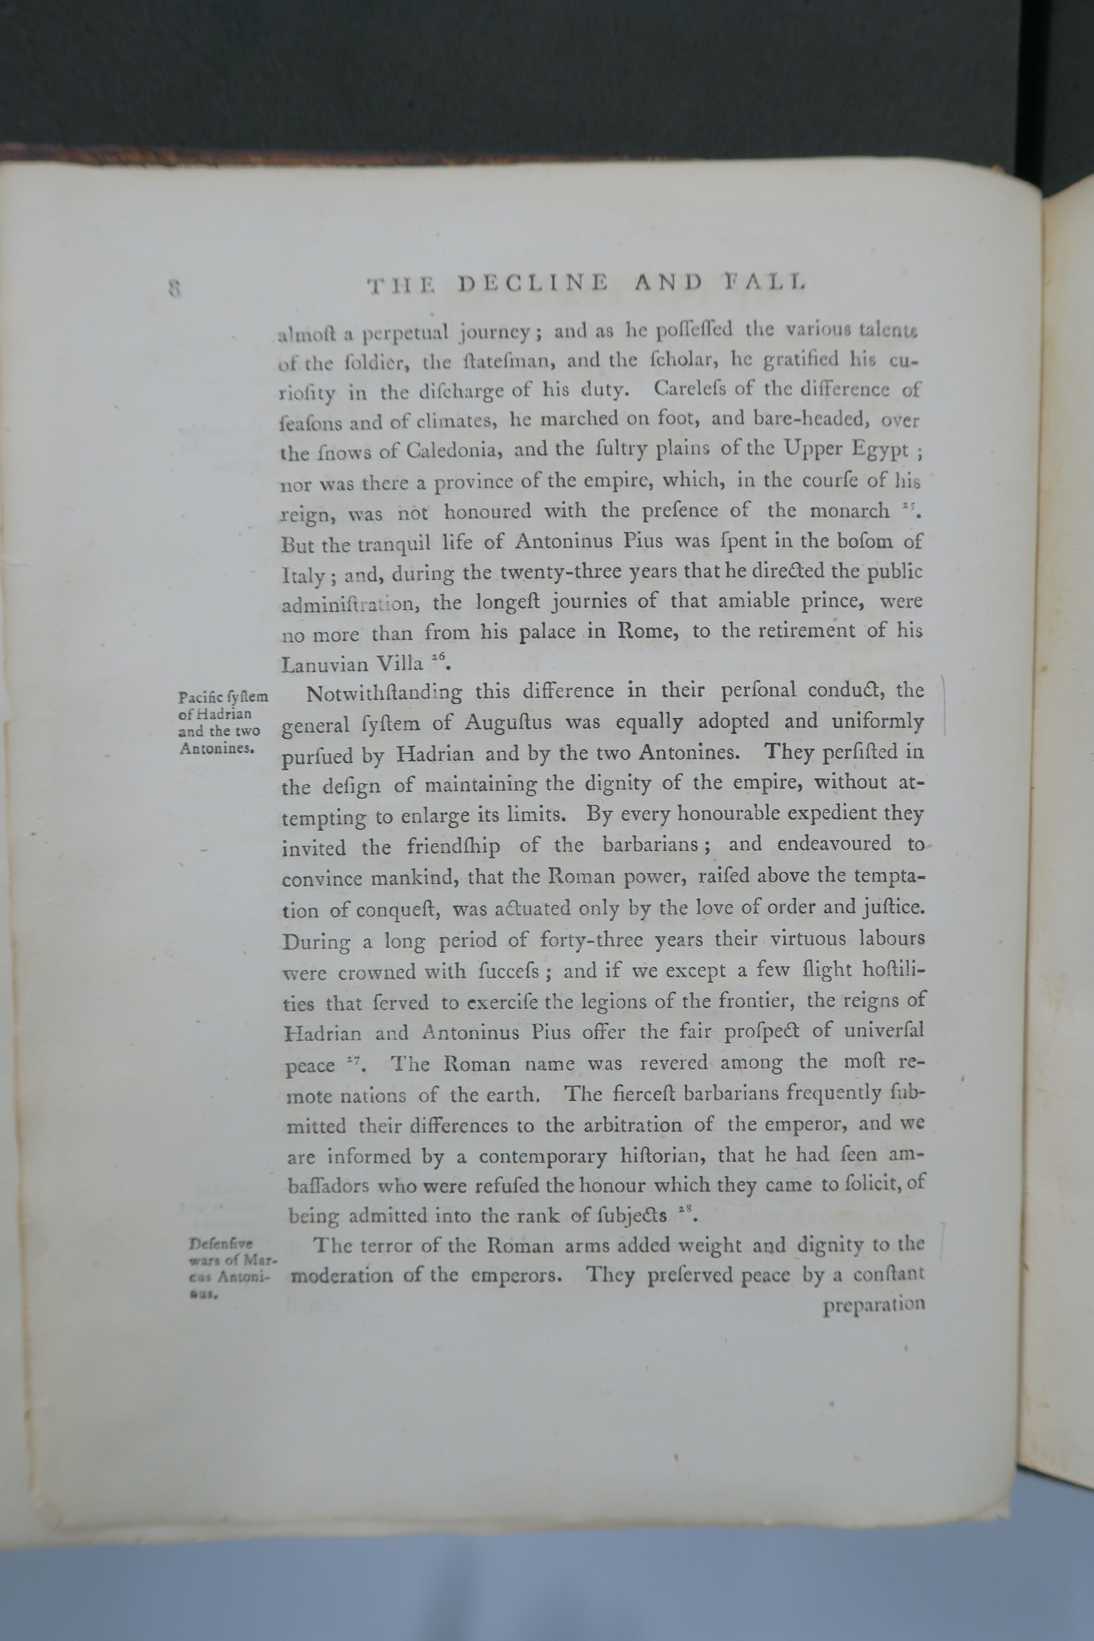 8
THE DECLINE AND FALL
almoſt a perpetual journey; and as he poſſeſſed the various talents
of the ſoldier, the ſtateſman, and the ſcholar, he gratified his cu-
rioſity in the diſcharge of his duty. Careleſs of the difference of
ſeaſons and of climates, he marched on foot, and bare-headed, over
the ſnows of Caledonia, and the ſultry plains of the Upper Egypt;
nor was there a province of the empire, which, in the courſe of his
reign, was not honoured with the preſence of the monarch ²⁵.
But the tranquil life of Antoninus Pius was ſpent in the boſom of
Italy; and, during the twenty-three years that he directed the public
adminiſtration, the longeſt journies of that amiable prince, were
no more than from his palace in Rome, to the retirement of his
Lanuvian Villa ²⁶.
Pacific ſyſtem
of Hadrian
and the two
Antonines.
Notwithſtanding this difference in their perſonal conduct, the
general ſyſtem of Auguſtus was equally adopted and uniformly
purſued by Hadrian and by the two Antonines. They perſiſted in
the deſign of maintaining the dignity of the empire, without at-
tempting to enlarge its limits. By every honourable expedient they
invited the friendſhip of the barbarians; and endeavoured to
convince mankind, that the Roman power, raiſed above the tempta-
tion of conqueſt, was actuated only by the love of order and juſtice.
During a long period of forty-three years their virtuous labours
were crowned with ſucceſs; and if we except a few ſlight hoſtili-
ties that ſerved to exerciſe the legions of the frontier, the reigns of
Hadrian and Antoninus Pius offer the fair proſpect of univerſal
peace ²⁷. The Roman name was revered among the moſt re-
mote nations of the earth. The fierceſt barbarians frequently ſub-
mitted their differences to the arbitration of the emperor, and we
are informed by a contemporary hiſtorian, that he had ſeen am-
baſſadors who were refuſed the honour which they came to ſolicit, of
being admitted into the rank of ſubjects ²⁸.
Defenſive
wars of Mar-
cus Antoni-
nus.
The terror of the Roman arms added weight and dignity to the
moderation of the emperors. They preſerved peace by a conſtant
preparation